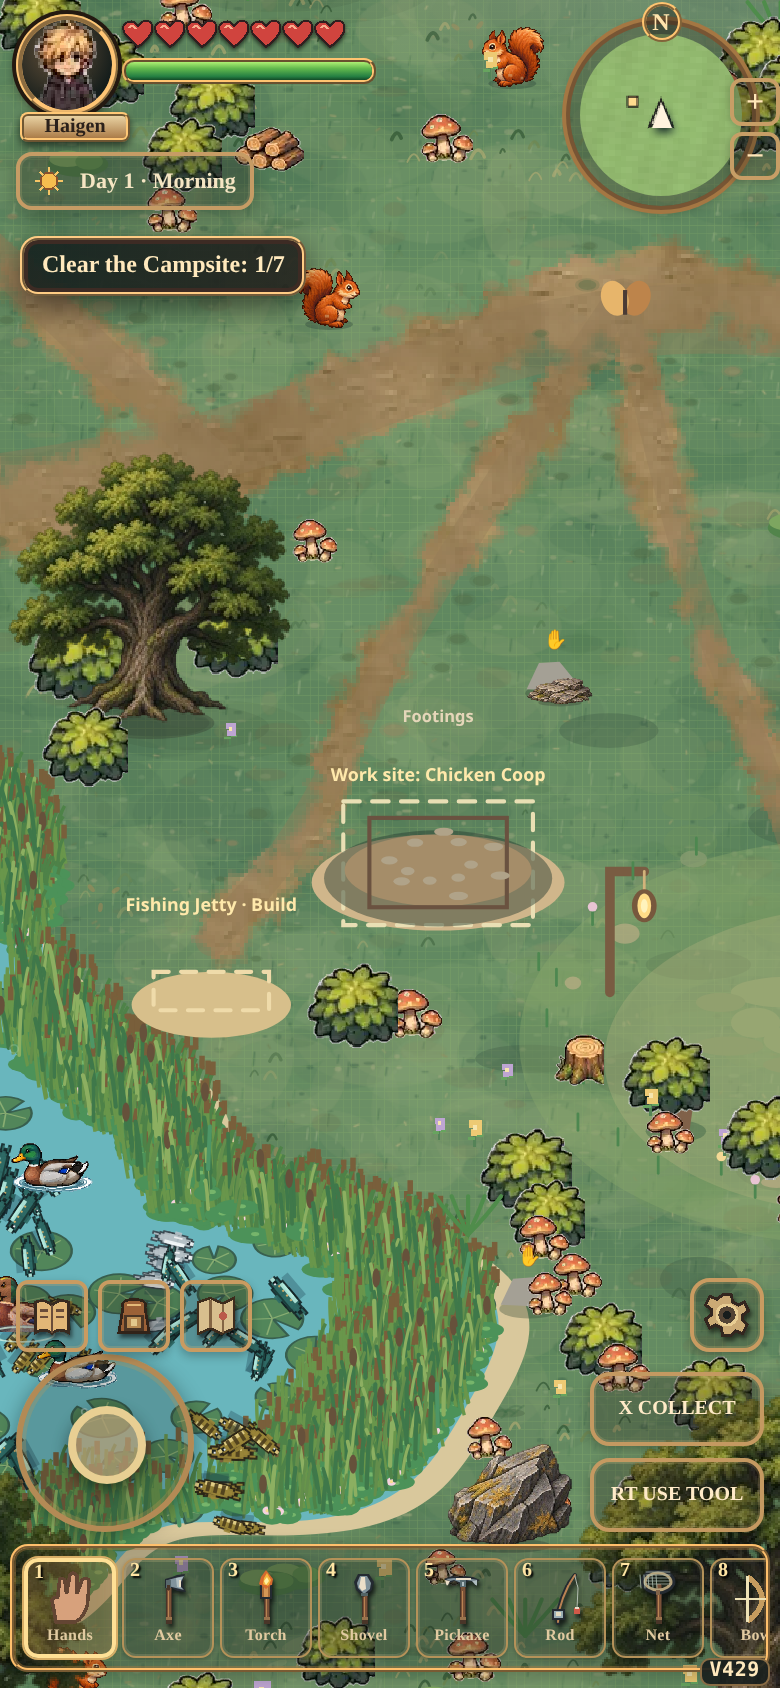 N
Haigen
+
Day 1 · Morning
−
Clear the Campsite: 1/7
Footings
Work site: Chicken Coop
Fishing Jetty · Build
X COLLECT
RT USE TOOL
1
2
3
4
5
6
7
8
Hands
Axe
Torch
Shovel
Pickaxe
Rod
Net
Bow
V429